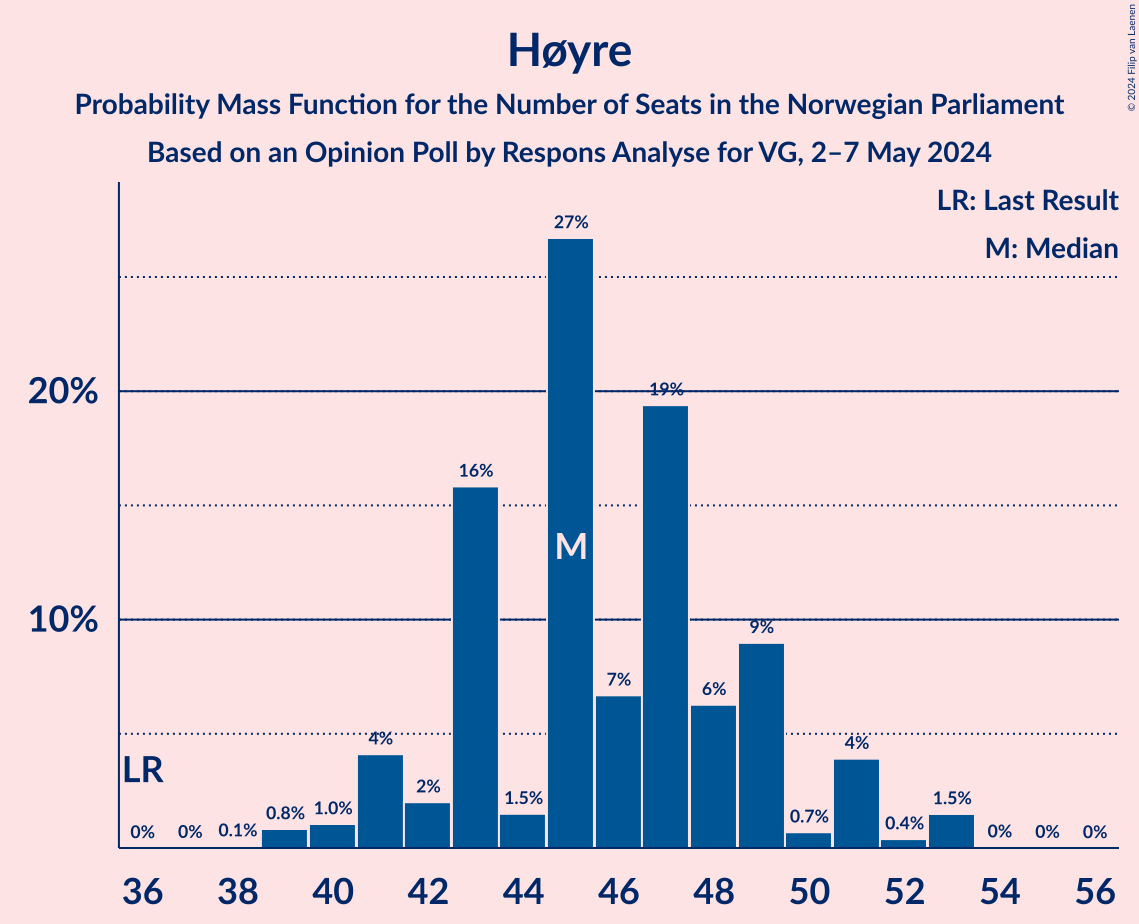 Høyre
Probability Mass Function for the Number of Seats in the Norwegian Parliament
Based on an Opinion Poll by Respons Analyse for VG, 2–7 May 2024
© 2024 Filip van Laenen
LR: Last Result
M: Median
27%
20%
19%
16%
M
10%
9%
7%
6%
4%
4%
LR
2%
1.5%
1.5%
0.8%
1.0%
0.7%
0.4%
0%
0%
0.1%
0%
0%
0%
36 38 40 42 44 46 48 50 52 54 56